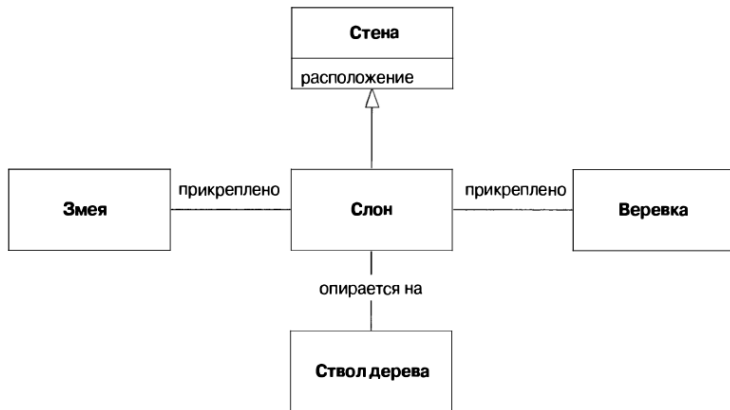 Стена
расположение
Змея
прикреплено
Слон
прикреплено
Веревка
опирается на
Ствол дерева